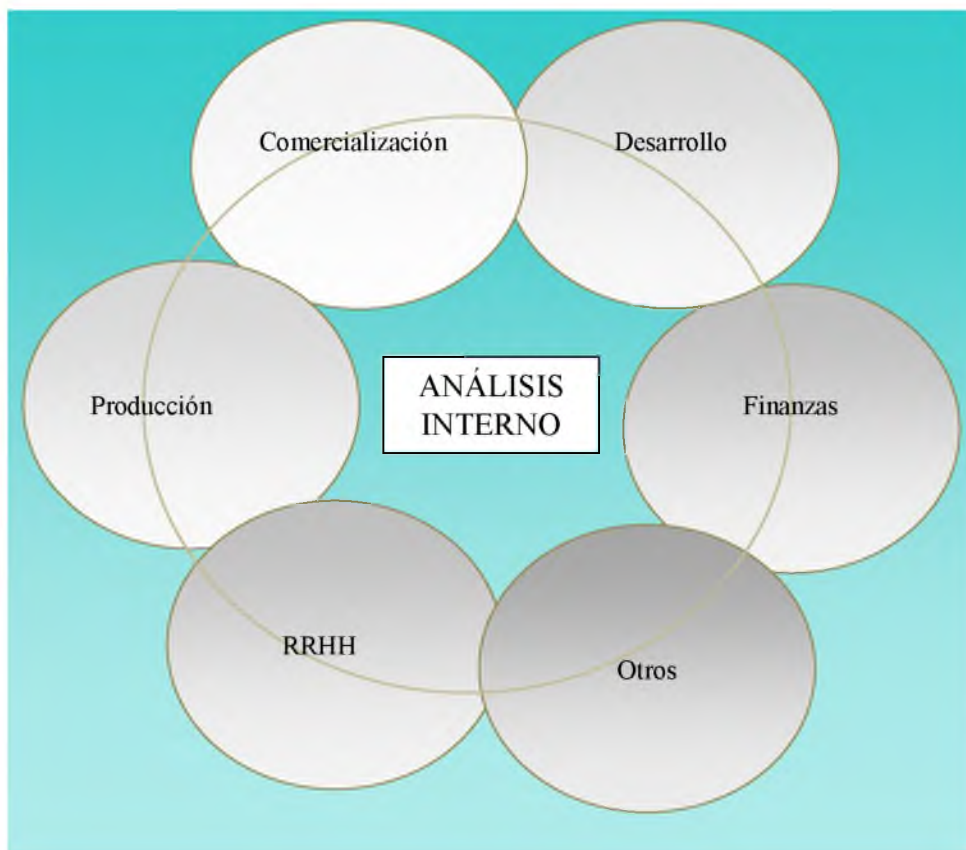 Comercialización
Desarrollo
ANÁLISIS
INTERNO
Producción
Finanzas
RRHH
Otros